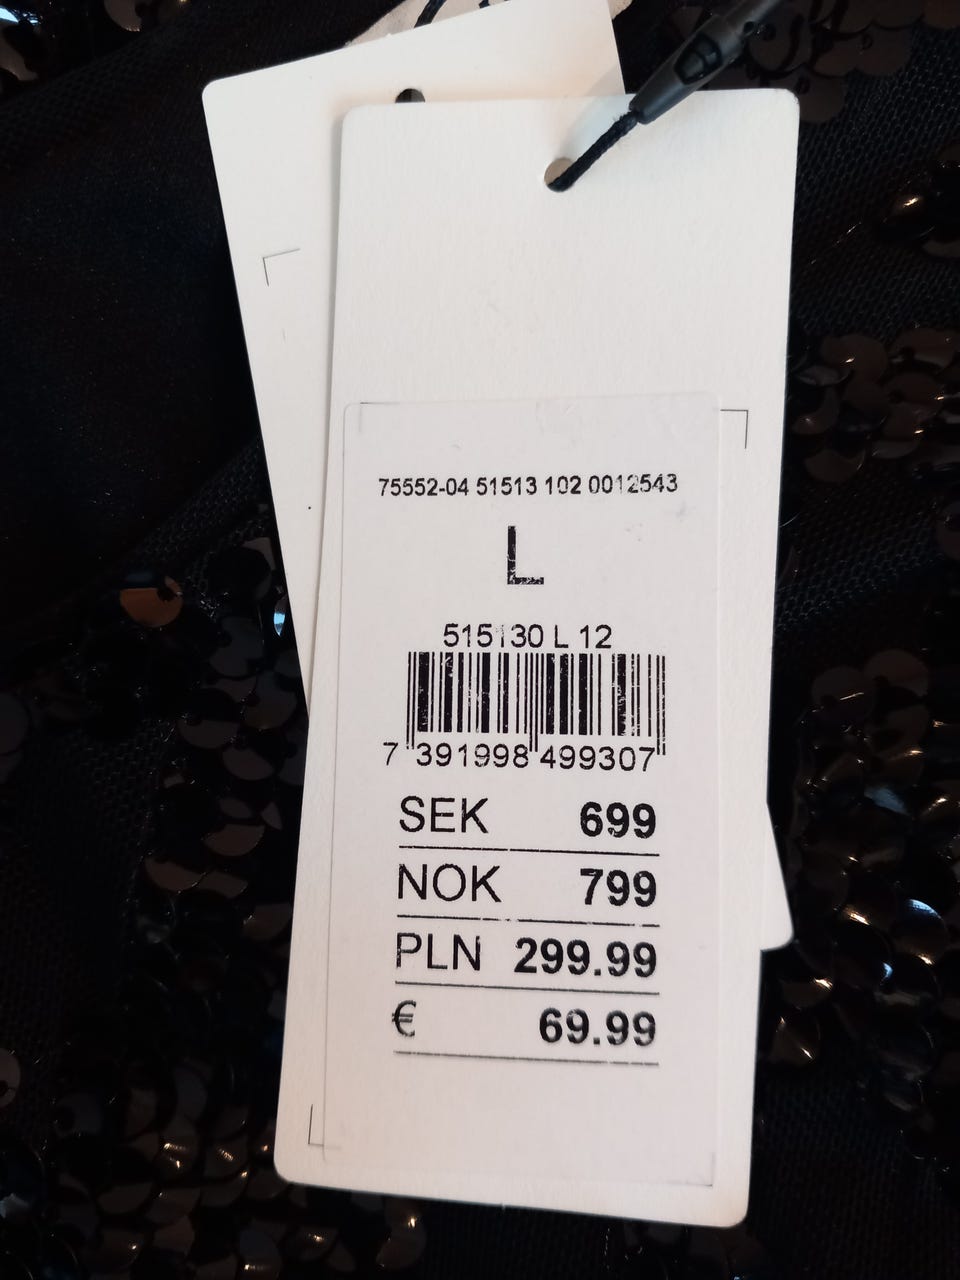 75552-04 51513 102 0012543
L
515130 L 12
7 391998 499307
SEK 699
NOK 799
PLN 299.99
€ 69.99